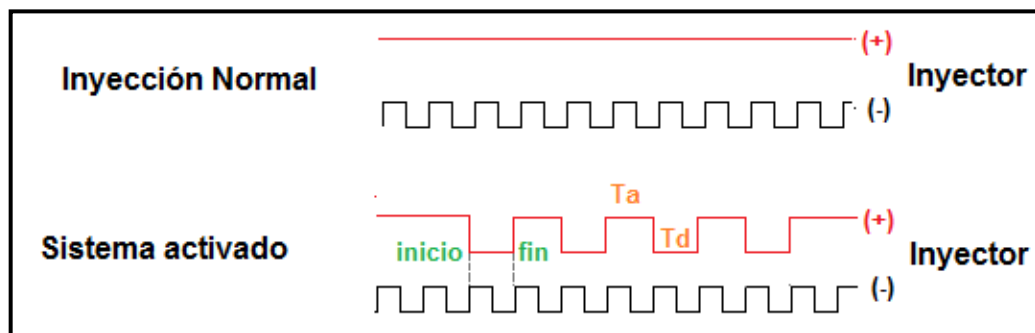 (+)
Inyección Normal
Inyector
(-)
Ta
(+)
Sistema activado
inicio
fin
Td
Inyector
(-)